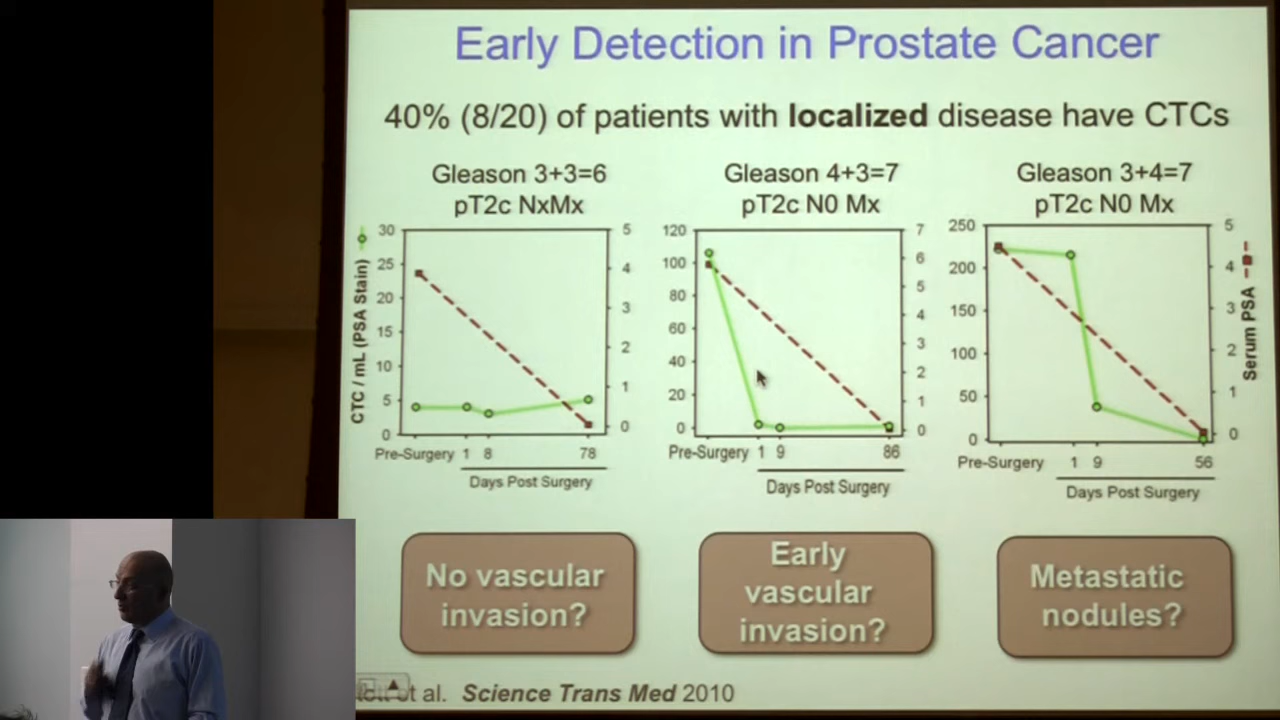 Early Detection in Prostate Cancer
40% (8/20) of patients with localized disease have CTCs
Gleason 3+3=6
pT2c NxMx
Gleason 4+3=7
pT2c N0 Mx
Gleason 3+4=7
pT2c N0 Mx
CTC / mL (PSA Stain)
30
25
20
15
10
5
0
5
4
3
2
1
0
Pre-Surgery 1 8 78
Days Post Surgery
120
100
80
60
40
20
0
7
6
5
4
3
2
1
0
Pre-Surgery 1 9 86
Days Post Surgery
250
200
150
100
50
0
5
4
3
2
1
0
Serum PSA
Pre-Surgery 1 9 56
Days Post Surgery
No vascular
invasion?
Early
vascular
invasion?
Metastatic
nodules?
et al. Science Trans Med 2010